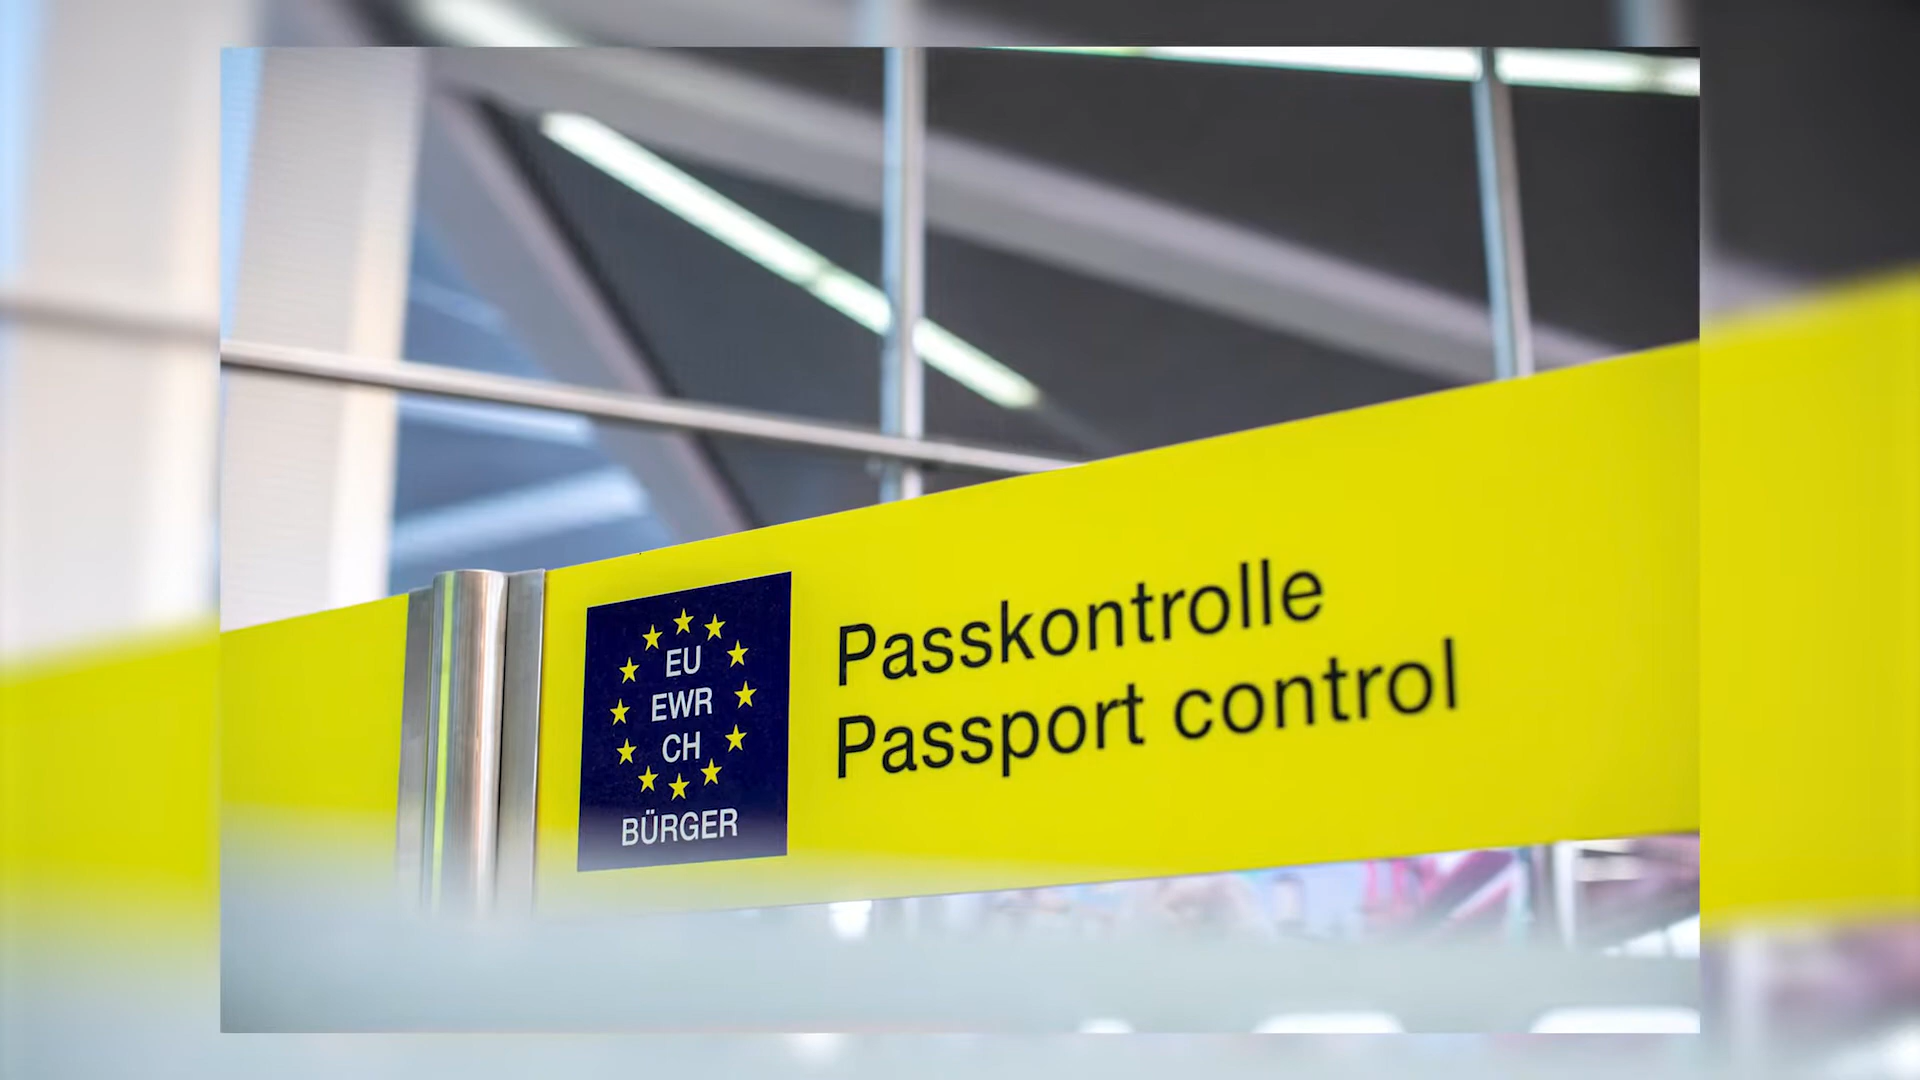 EU
EWR
CH
BÜRGER
Passkontrolle
Passport control